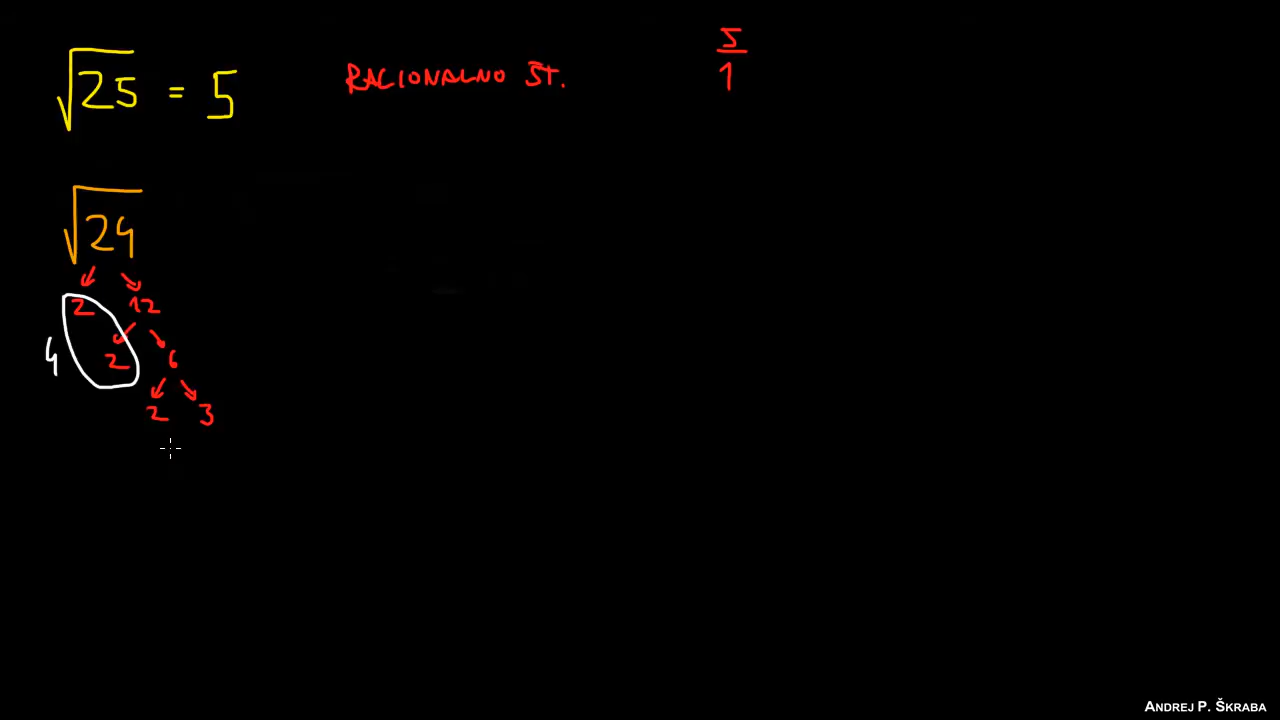 √25 = 5 RACIONALNO ŠT. 5/1
√24
2 12
4 2 6
2 3
ANDREJ P. ŠKRABA